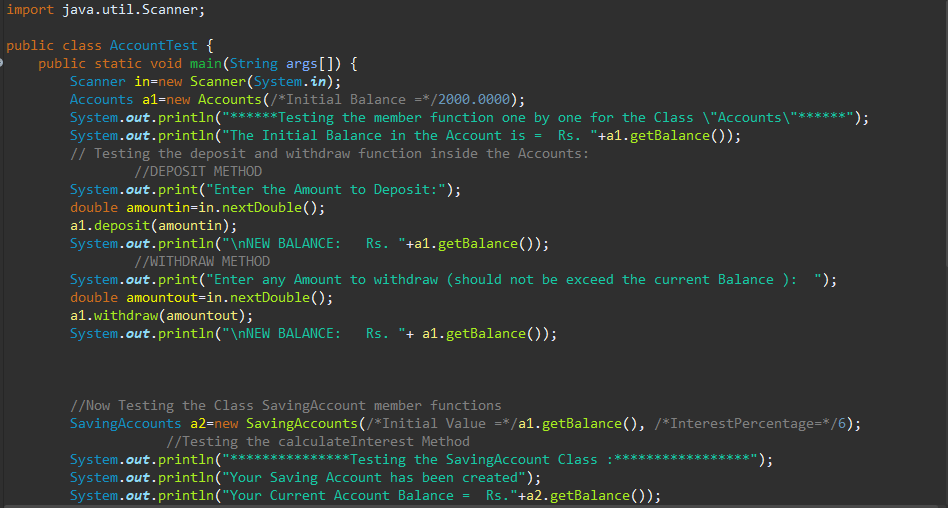 import java.util.Scanner;
public class AccountTest {
public static void main(String args[]) {
Scanner in=new Scanner(System.in);
Accounts a1=new Accounts(/*Initial Balance =*/2000.0000);
System.out.println("******Testing the member function one by one for the Class \"Accounts\"******");
System.out.println("The Initial Balance in the Account is =  Rs. "+a1.getBalance());
// Testing the deposit and withdraw function inside the Accounts:
//DEPOSIT METHOD
System.out.print("Enter the Amount to Deposit:");
double amountin=in.nextDouble();
a1.deposit(amountin);
System.out.println("\nNEW BALANCE:   Rs. "+a1.getBalance());
//WITHDRAW METHOD
System.out.print("Enter any Amount to withdraw (should not be exceed the current Balance ):  ");
double amountout=in.nextDouble();
a1.withdraw(amountout);
System.out.println("\nNEW BALANCE:   Rs. "+ a1.getBalance());
//Now Testing the Class SavingAccount member functions
SavingAccounts a2=new SavingAccounts(/*Initial Value =*/a1.getBalance(), /*InterestPercentage=*/6);
//Testing the calculateInterest Method
System.out.println("***************Testing the SavingAccount Class :*****************");
System.out.println("Your Saving Account has been created");
System.out.println("Your Current Account Balance =  Rs."+a2.getBalance());